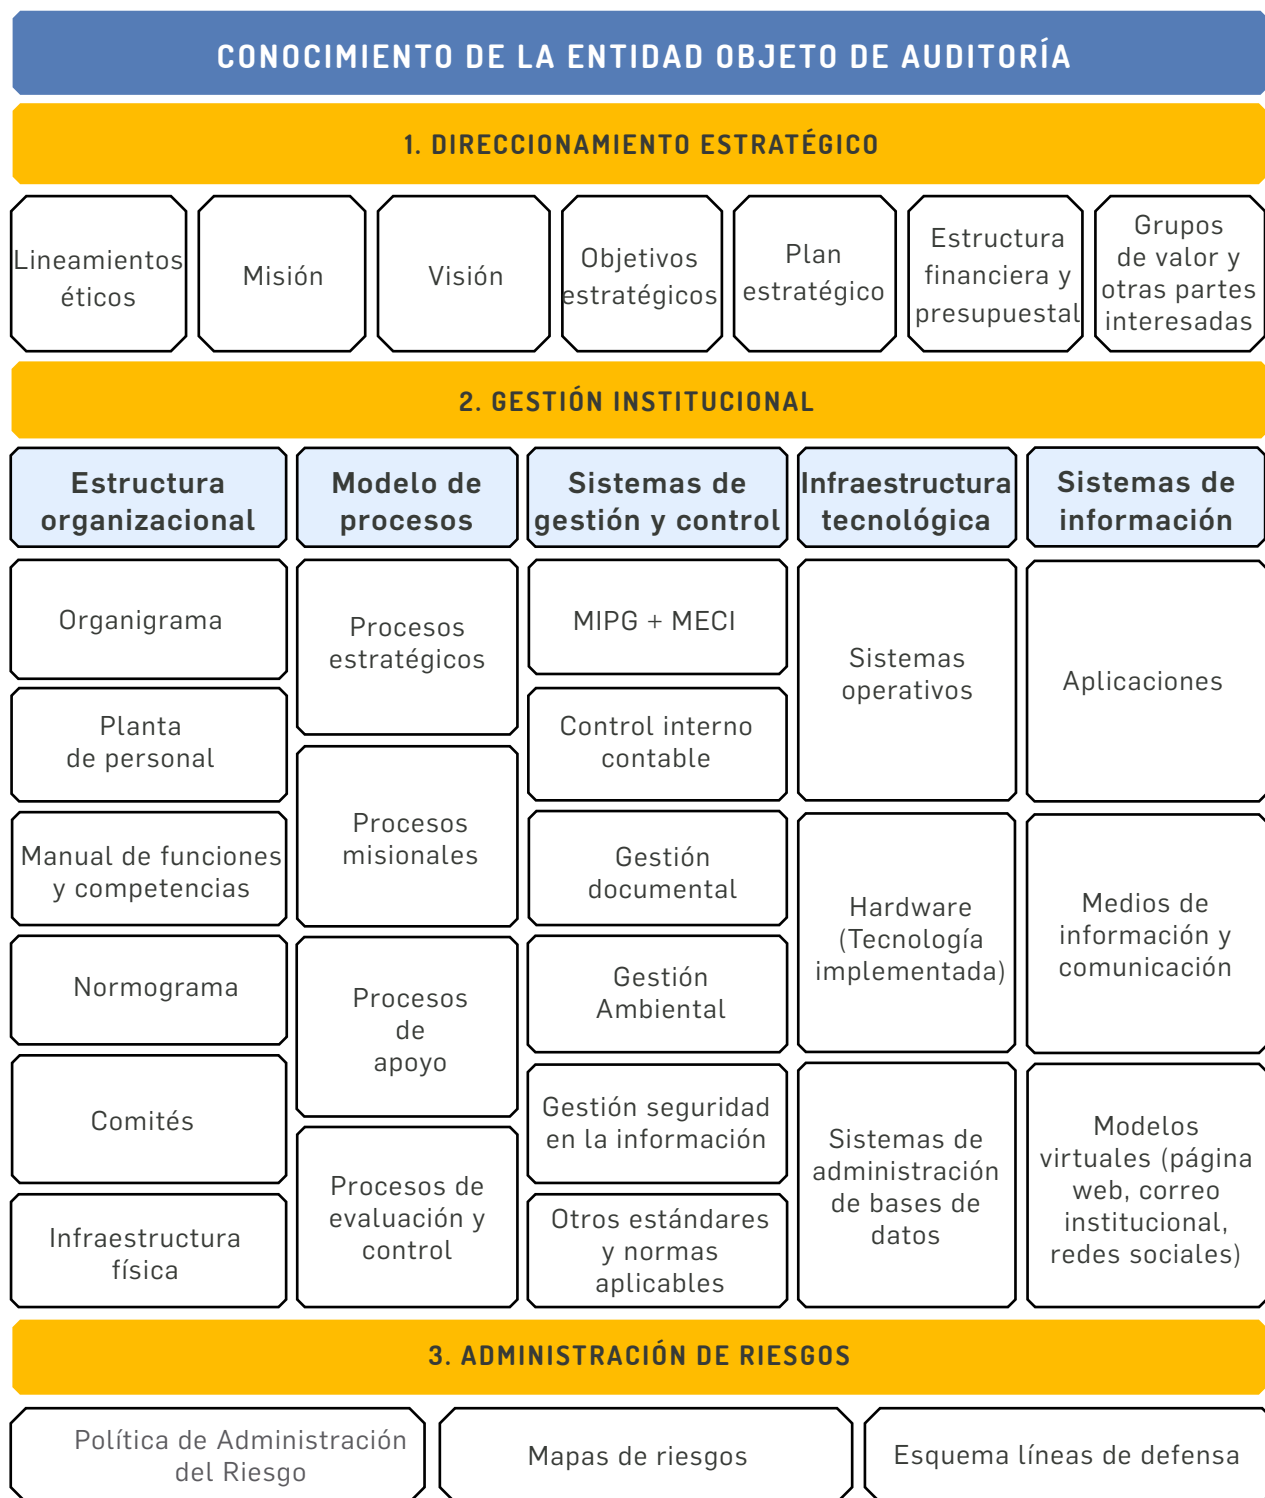 CONOCIMIENTO DE LA ENTIDAD OBJETO DE AUDITORÍA
1. DIRECCIONAMIENTO ESTRATÉGICO
Lineamientos
éticos
Misión
Visión
Objetivos
estratégicos
Plan
estratégico
Estructura
financiera y
presupuestal
Grupos
de valor y
otras partes
interesadas
2. GESTIÓN INSTITUCIONAL
Estructura
organizacional
Organigrama
Planta
de personal
Manual de funciones
y competencias
Normograma
Comités
Infraestructura
física
Modelo de
procesos
Procesos
estratégicos
Procesos
misionales
Procesos
de
apoyo
Procesos de
evaluación y
control
Sistemas de
gestión y control
MIPG + MECI
Control interno
contable
Gestión
documental
Gestión
Ambiental
Gestión seguridad
en la información
Otros estándares
y normas
aplicables
Infraestructura
tecnológica
Sistemas
operativos
Hardware
(Tecnología
implementada)
Sistemas de
administración
de bases de
datos
Sistemas de
información
Aplicaciones
Medios de
información y
comunicación
Modelos
virtuales (página
web, correo
institucional,
redes sociales)
3. ADMINISTRACIÓN DE RIESGOS
Política de Administración
del Riesgo
Mapas de riesgos
Esquema líneas de defensa